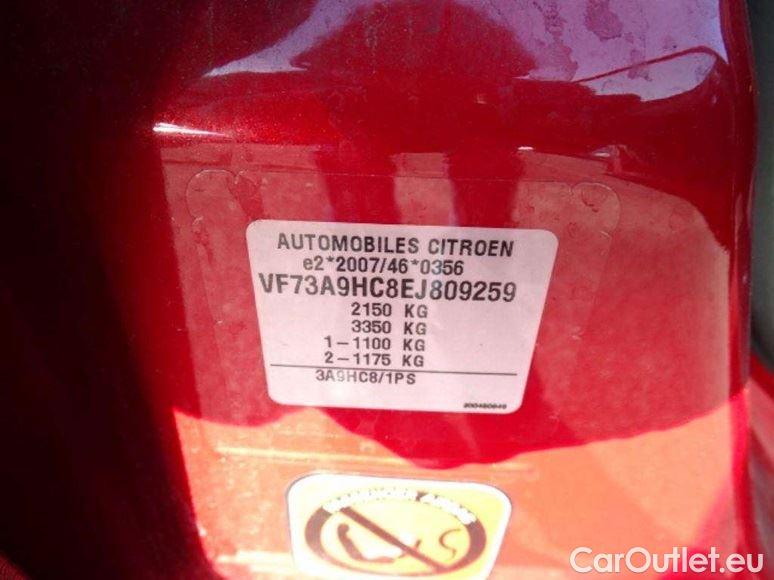 AUTOMOBILES CITROEN
e2*2007/46*0356
VF73A9HC8EJ809259
2150 KG
3350 KG
1-1100 KG
2-1175 KG
3A9HC8/1PS
CarOutlet.eu